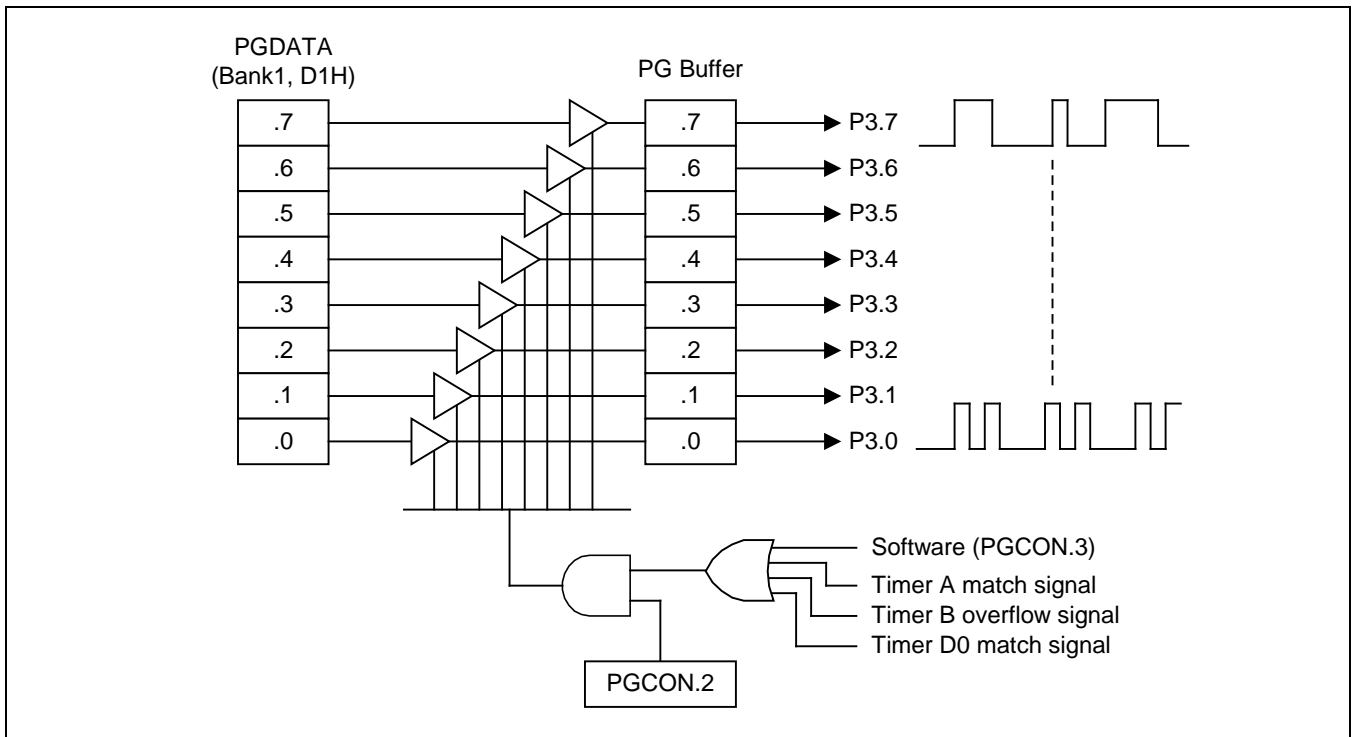 PGDATA
(Bank1, D1H)
PG Buffer
.7
.7
P3.7
.6
.6
P3.6
.5
.5
P3.5
.4
.4
P3.4
.3
.3
P3.3
.2
.2
P3.2
.1
.1
P3.1
.0
.0
P3.0
Software (PGCON.3)
Timer A match signal
Timer B overflow signal
Timer D0 match signal
PGCON.2